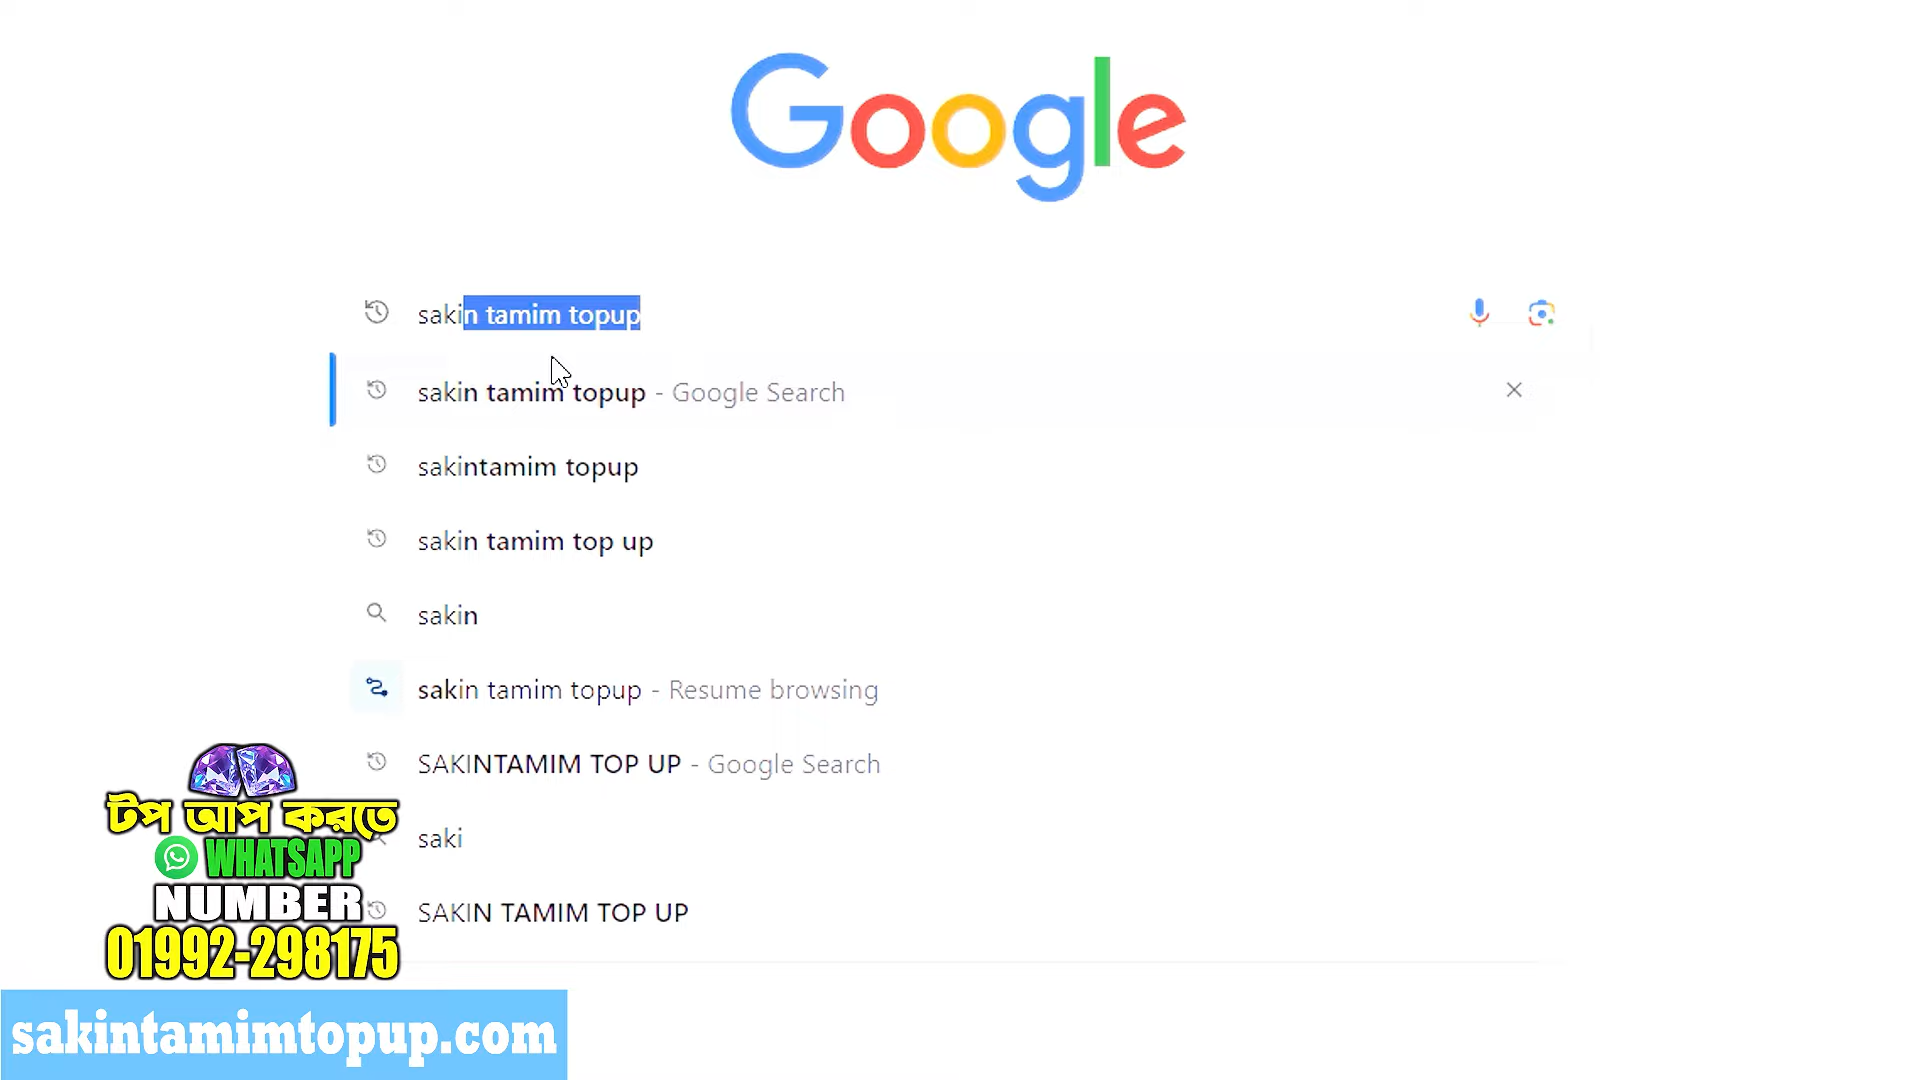 Google
sakin tamim topup
sakin tamim topup - Google Search
sakintamim topup
sakin tamim top up
sakin
sakin tamim topup - Resume browsing
SAKINTAMIM TOP UP - Google Search
saki
SAKIN TAMIM TOP UP
টপ আপ করতে
WHATSAPP
NUMBER
01992-298175
sakintamimtopup.com